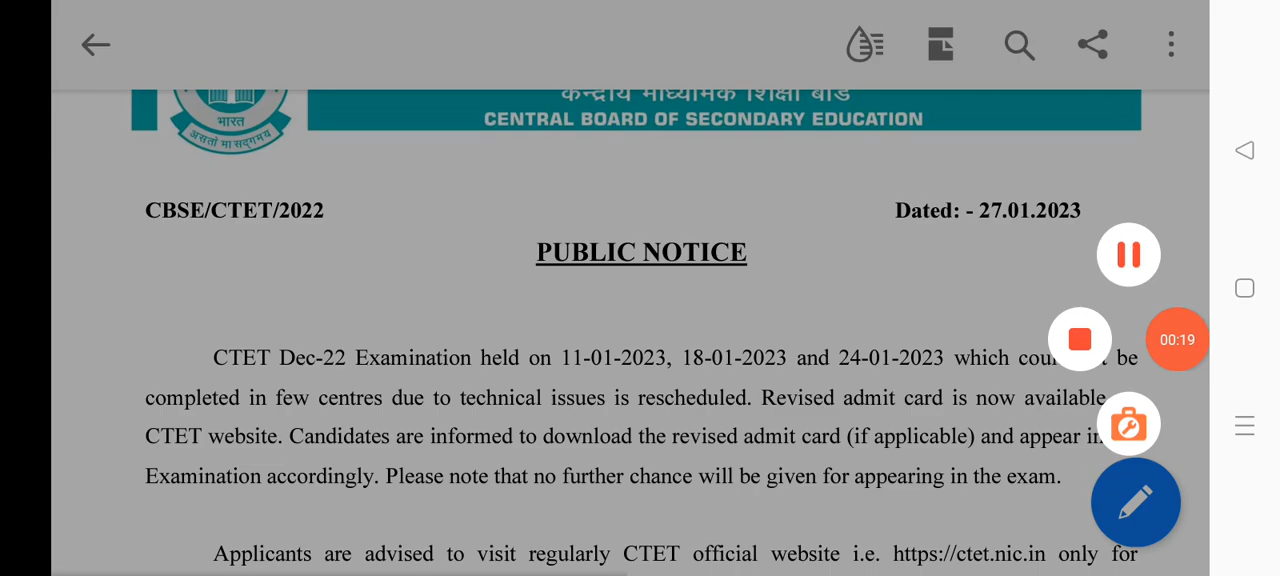 केन्द्रीय माध्यमिक शिक्षा बोर्ड
CENTRAL BOARD OF SECONDARY EDUCATION
भारत
असतो मा सद्गमय
CBSE/CTET/2022 Dated: - 27.01.2023
PUBLIC NOTICE
CTET Dec-22 Examination held on 11-01-2023, 18-01-2023 and 24-01-2023 which be
completed in few centres due to technical issues is rescheduled. Revised admit card is now available
CTET website. Candidates are informed to download the revised admit card (if applicable) and appear in
Examination accordingly. Please note that no further chance will be given for appearing in the exam.
Applicants are advised to visit regularly CTET official website i.e. https://ctet.nic.in only for
00:19